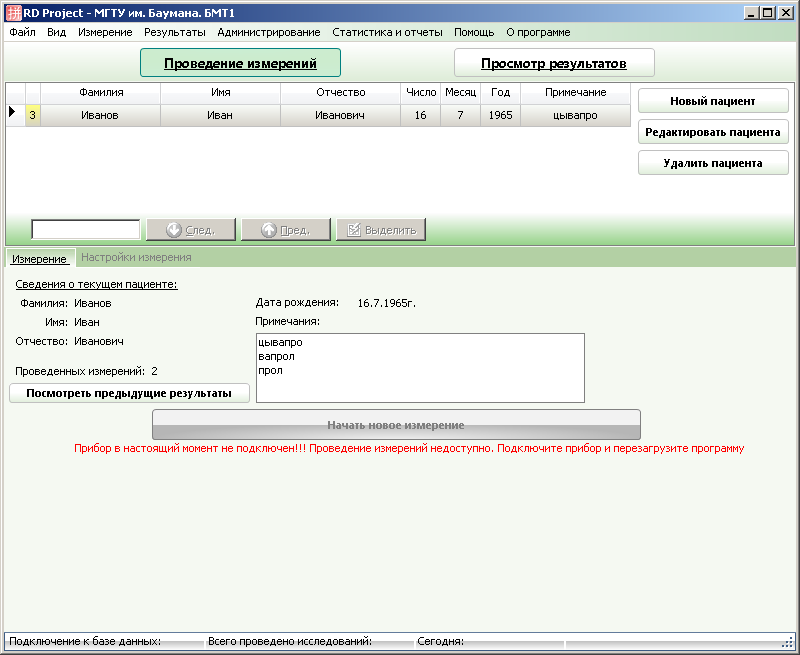 RD Project - МГТУ им. Баумана. БМТ1
Файл Вид Измерение Результаты Администрирование Статистика и отчеты Помощь О программе
Проведение измерений Просмотр результатов
Фамилия Имя Отчество Число Месяц Год Примечание
3 Иванов Иван Иванович 16 7 1965 цывапро
Новый пациент
Редактировать пациента
Удалить пациента
След. Пред. Выделить
Измерение Настройки измерения
Сведения о текущем пациенте:
Фамилия: Иванов
Имя: Иван
Отчество: Иванович
Дата рождения: 16.7.1965г.
Примечания:
цывапро
вапрол
прол
Проведенных измерений: 2
Посмотреть предыдущие результаты
Начать новое измерение
Прибор в настоящий момент не подключен!!! Проведение измерений недоступно. Подключите прибор и перезагрузите программу
Подключение к базе данных: Всего проведено исследований: Сегодня: